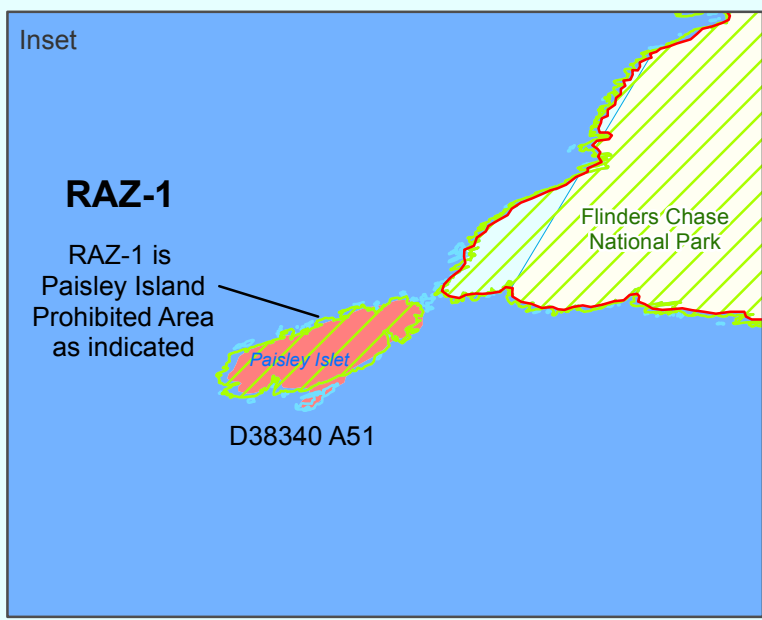 Inset
RAZ-1
RAZ-1 is
Paisley Island
Prohibited Area
as indicated
Flinders Chase
National Park
Paisley Islet
D38340 A51